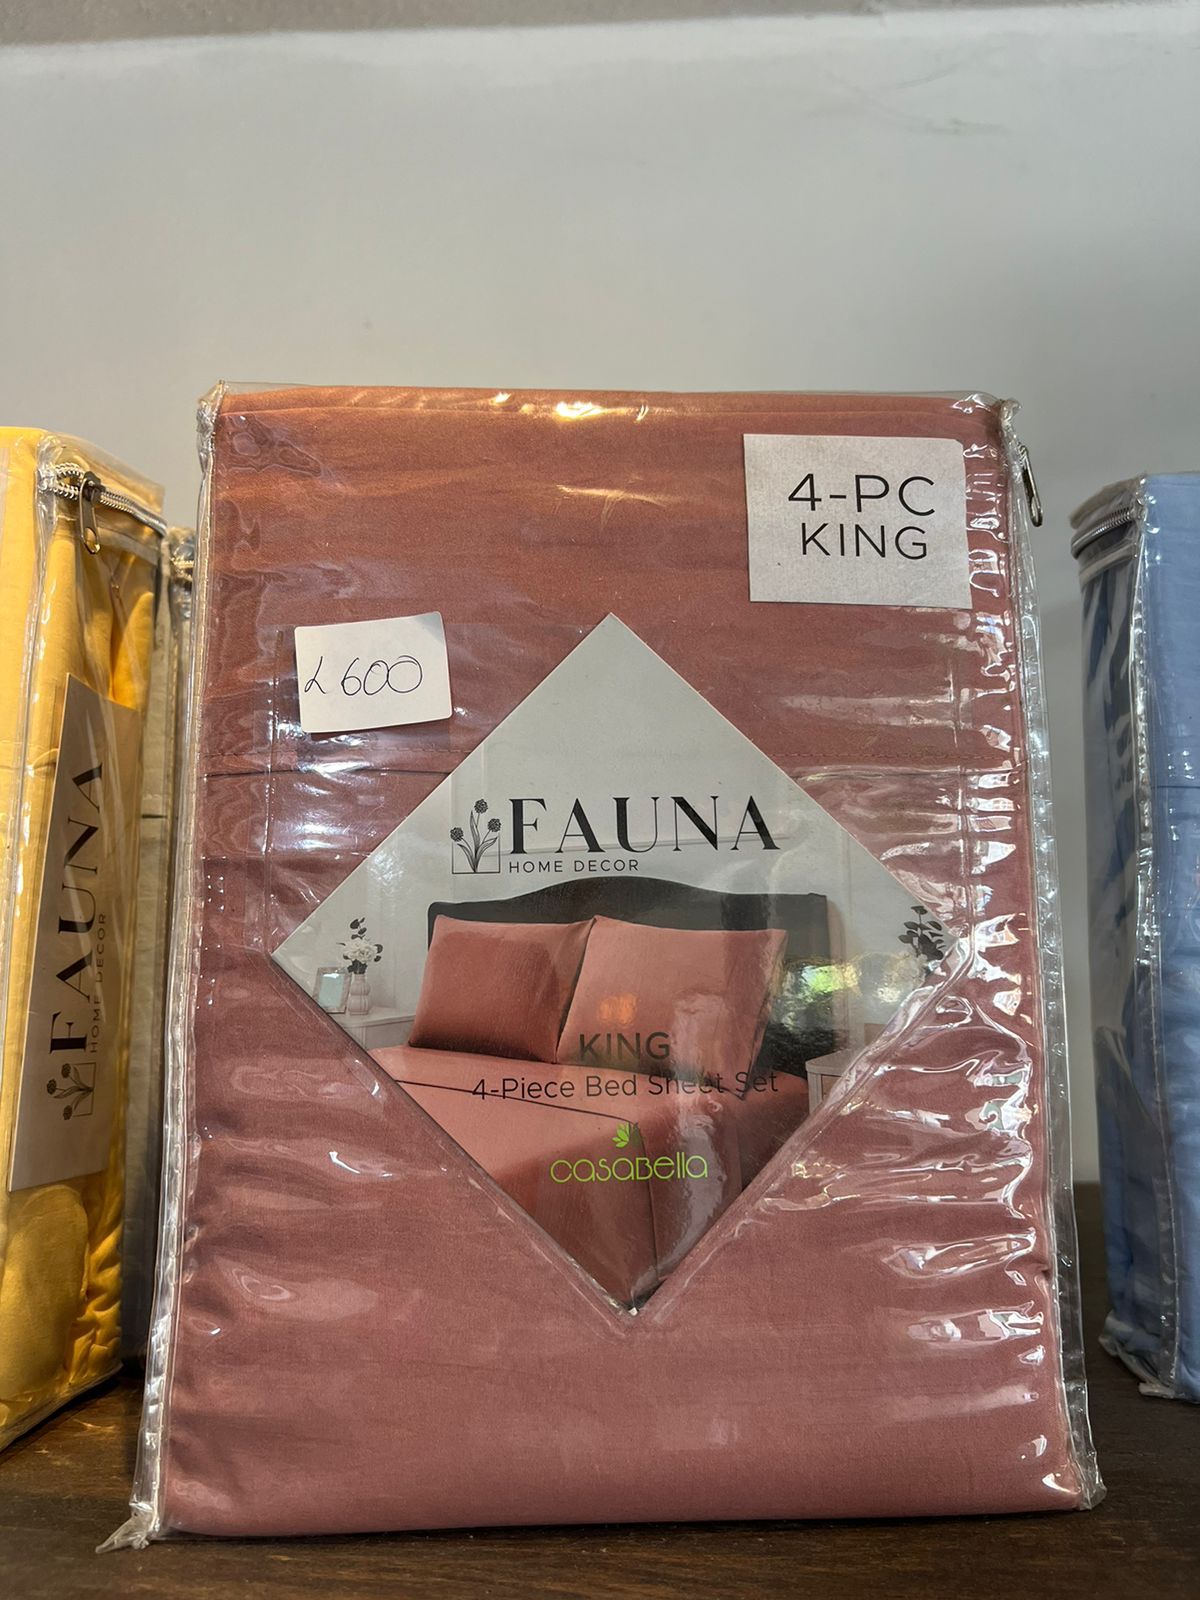 4-PC
KING
L 600
FAUNA
HOME DECOR
KING
4-Piece Bed Sheet Set
casaBella
FAUNA
HOME DECOR